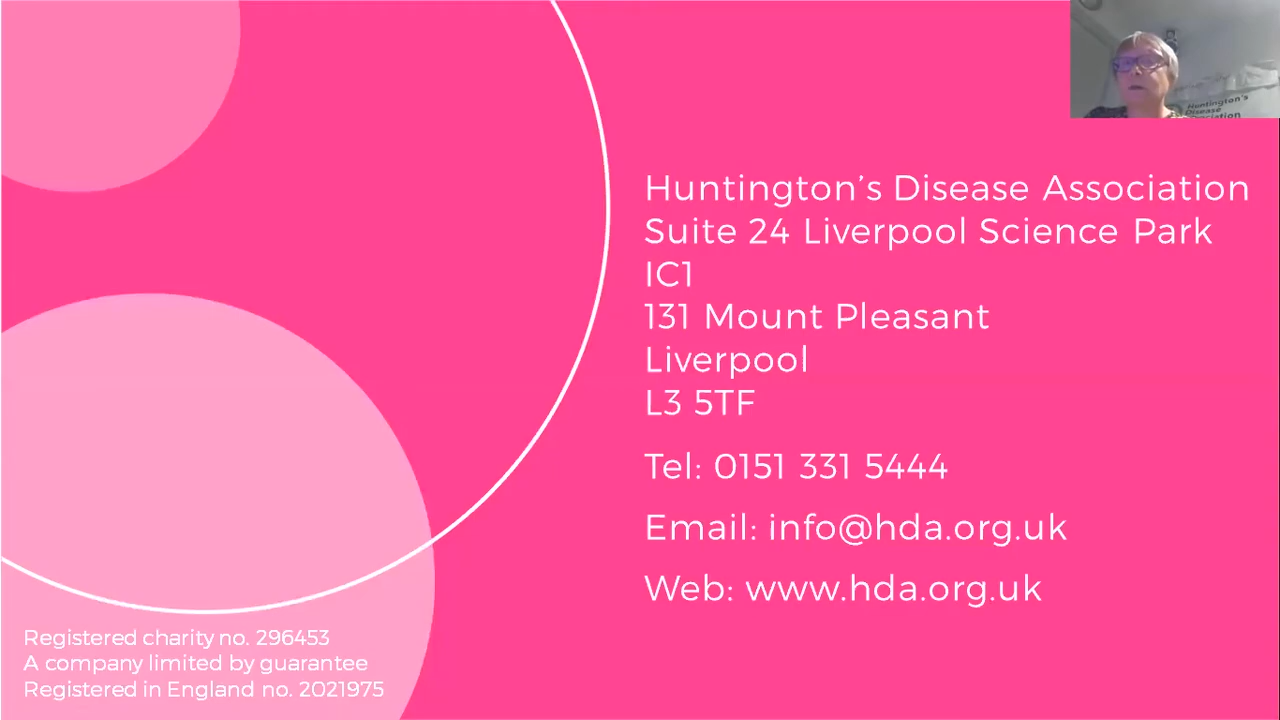 Huntington's
Disease
Huntington’s Disease Association
Suite 24 Liverpool Science Park
IC1
131 Mount Pleasant
Liverpool
L3 5TF
Tel: 0151 331 5444
Email: info@hda.org.uk
Web: www.hda.org.uk
Registered charity no. 296453
A company limited by guarantee
Registered in England no. 2021975